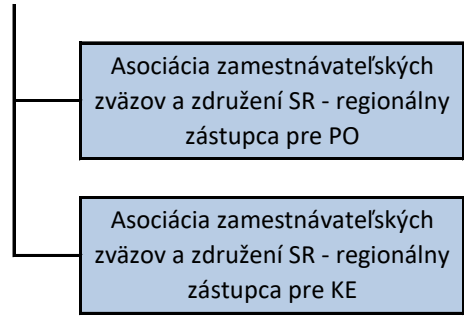 Asociácia zamestnávateľských
zväzov a združení SR - regionálny
zástupca pre PO
Asociácia zamestnávateľských
zväzov a združení SR - regionálny
zástupca pre KE